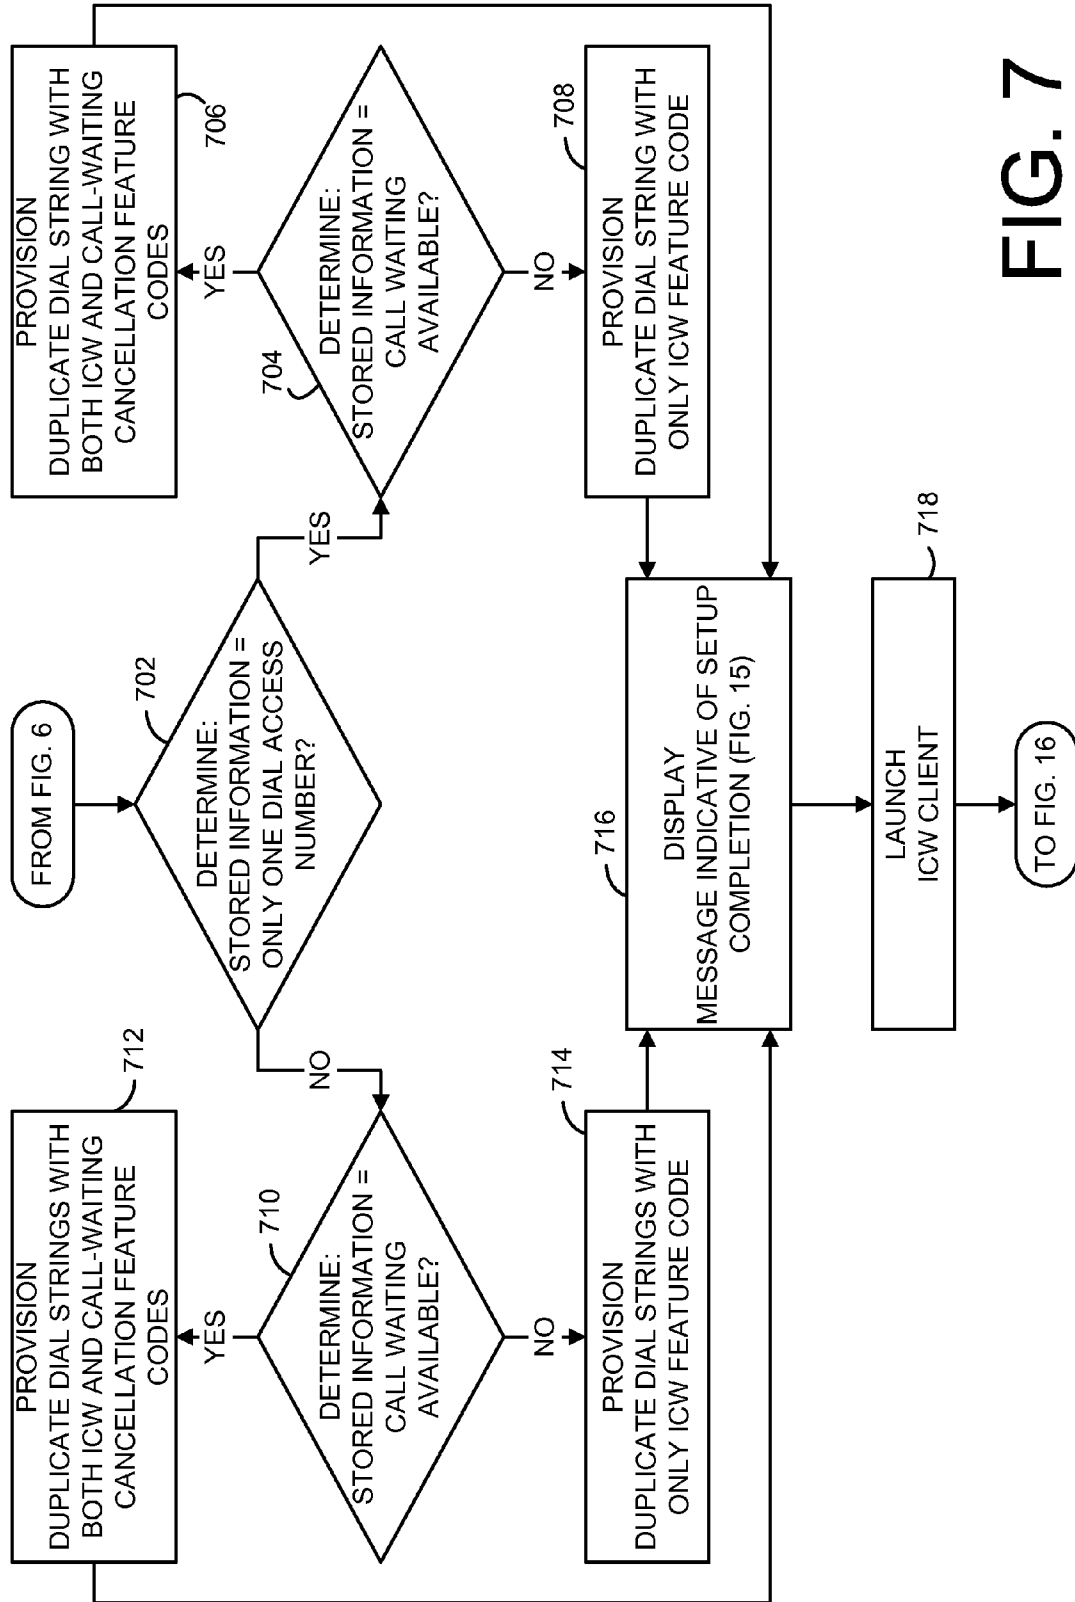 FROM FIG. 6
702
DETERMINE:
STORED INFORMATION =
ONLY ONE DIAL ACCESS
NUMBER?
NO
YES
712
PROVISION
DUPLICATE DIAL STRINGS WITH
BOTH ICW AND CALL-WAITING
CANCELLATION FEATURE
CODES
YES
710
DETERMINE:
STORED INFORMATION =
CALL WAITING
AVAILABLE?
NO
714
PROVISION
DUPLICATE DIAL STRINGS WITH
ONLY ICW FEATURE CODE
PROVISION
DUPLICATE DIAL STRING WITH
BOTH ICW AND CALL-WAITING
CANCELLATION FEATURE
CODES
706
YES
704
DETERMINE:
STORED INFORMATION =
CALL WAITING
AVAILABLE?
NO
708
PROVISION
DUPLICATE DIAL STRING WITH
ONLY ICW FEATURE CODE
716
DISPLAY
MESSAGE INDICATIVE OF SETUP
COMPLETION (FIG. 15)
718
LAUNCH
ICW CLIENT
TO FIG. 16
FIG. 7